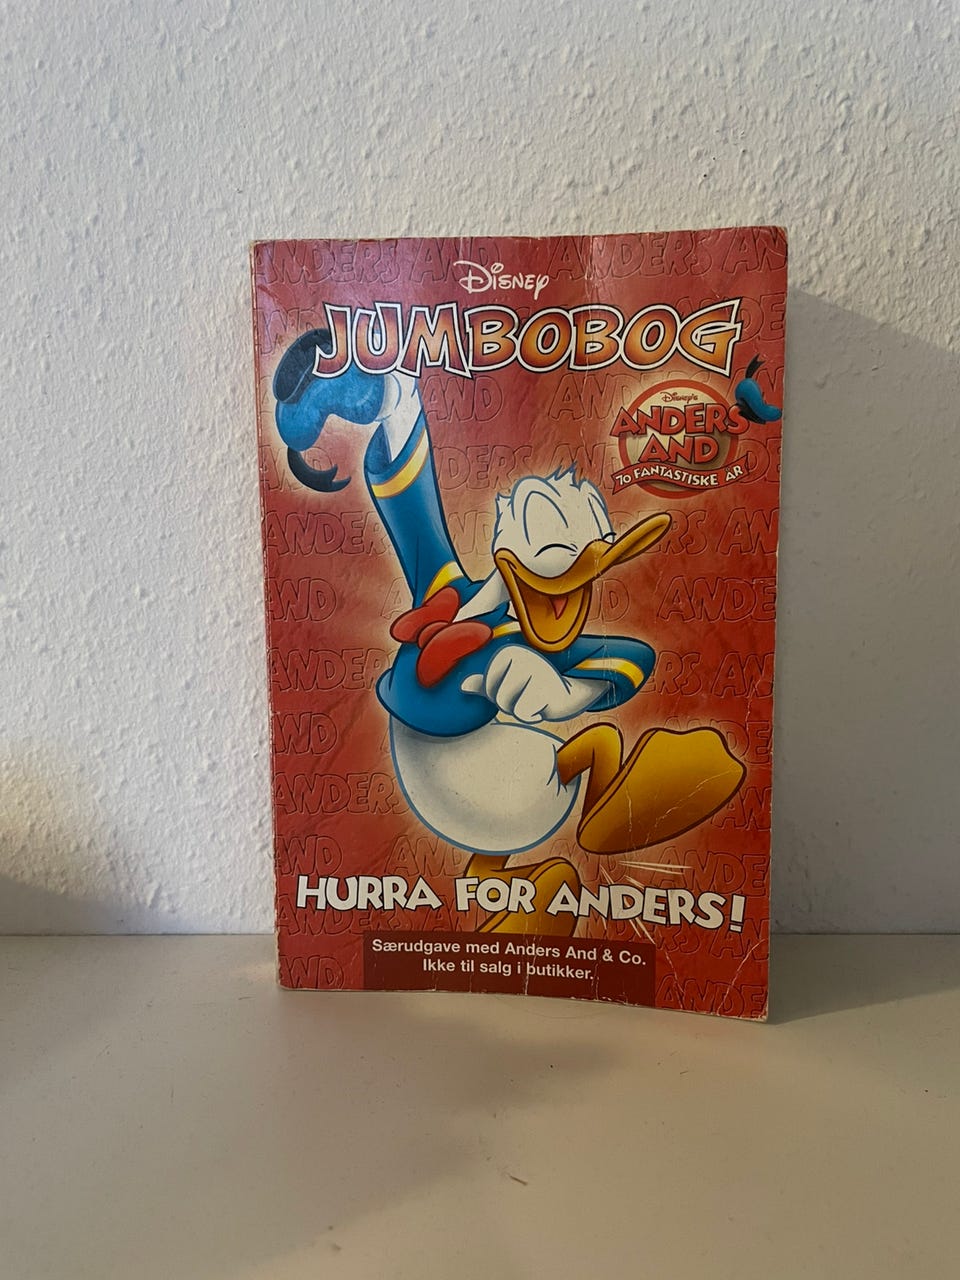 Disney
JUMBOBOG
Disney's
ANDERS
AND
70 FANTASTISKE ÅR
HURRA FOR ANDERS!
Særudgave med Anders And & Co.
Ikke til salg i butikker.